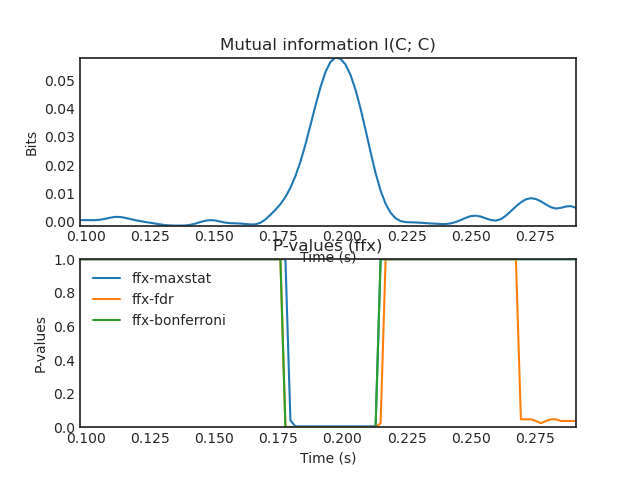 Mutual information I(C; C)
Bits
0.05
0.04
0.03
0.02
0.01
0.00
0.100 0.125 0.150 0.175 0.200 0.225 0.250 0.275
Time (s)
P-values (ffx)
P-values
1.0
0.8
0.6
0.4
0.2
0.0
ffx-maxstat
ffx-fdr
ffx-bonferroni
0.100 0.125 0.150 0.175 0.200 0.225 0.250 0.275
Time (s)